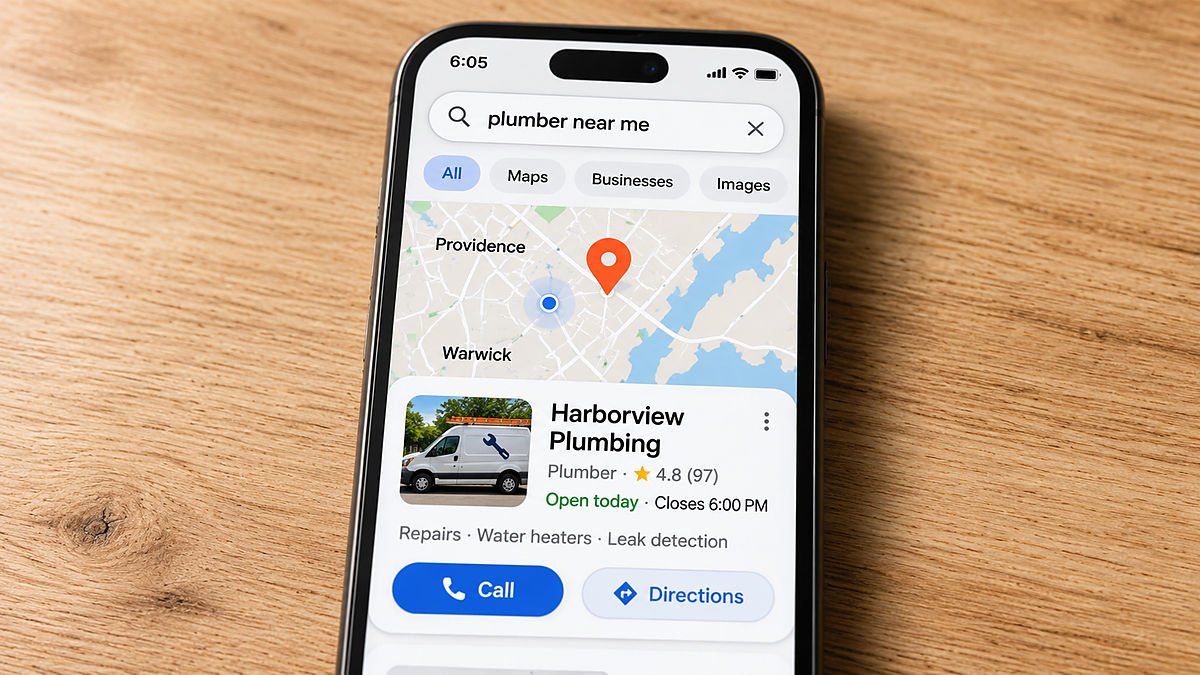 6:05
plumber near me
All Maps Businesses Images
Providence
Warwick
Harborview
Plumbing
Plumber · 4.8 (97)
Open today · Closes 6:00 PM
Repairs · Water heaters · Leak detection
Call Directions